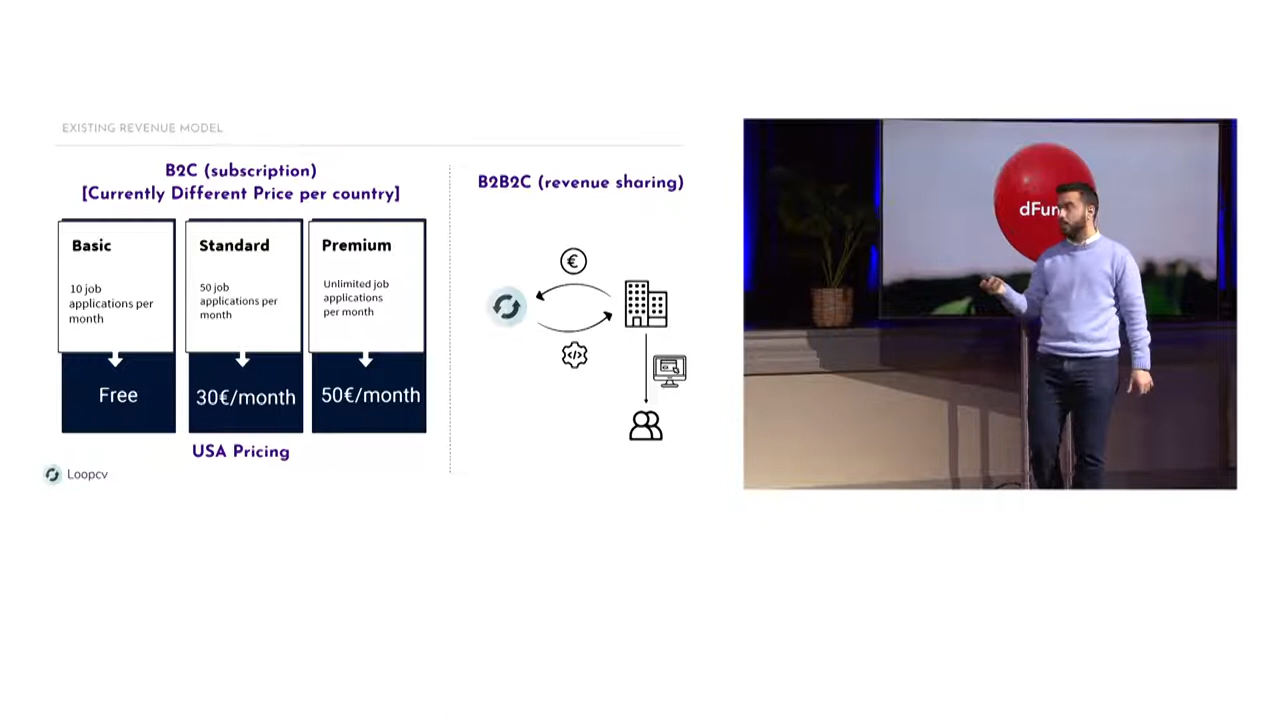 EXISTING REVENUE MODEL
B2C (subscription)
[Currently Different Price per country]
Basic
10 job
applications per
month
Free
Standard
50 job
applications per
month
30€/month
Premium
Unlimited job
applications
per month
50€/month
USA Pricing
Loopcv
B2B2C (revenue sharing)
€
</>